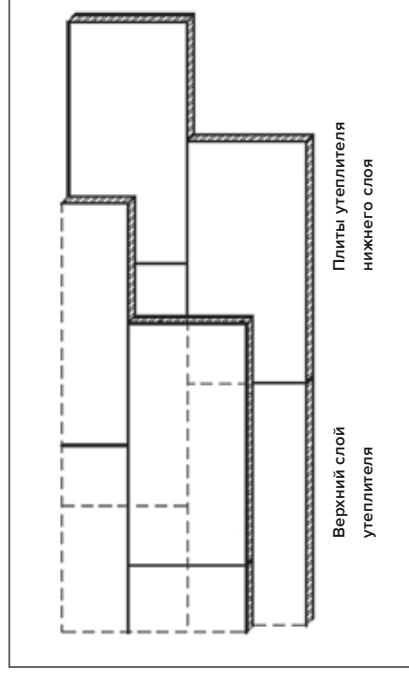 Верхний слой
утеплителя
Плиты утеплителя
нижнего слоя